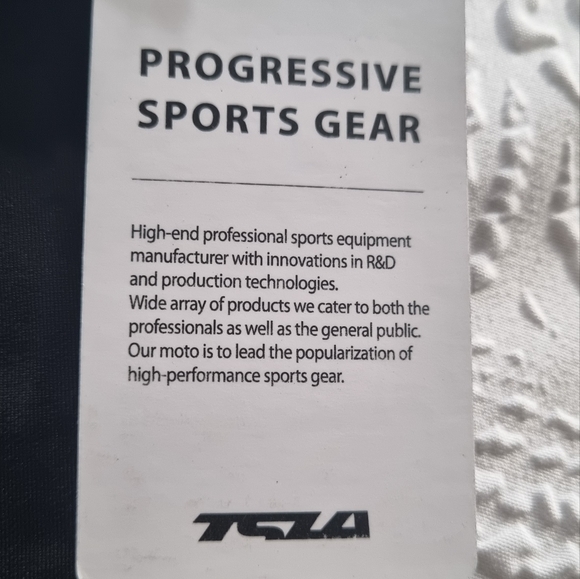 PROGRESSIVE
SPORTS GEAR
High-end professional sports equipment
manufacturer with innovations in R&D
and production technologies.
Wide array of products we cater to both the
professionals as well as the general public.
Our moto is to lead the popularization of
high-performance sports gear.
TSLA